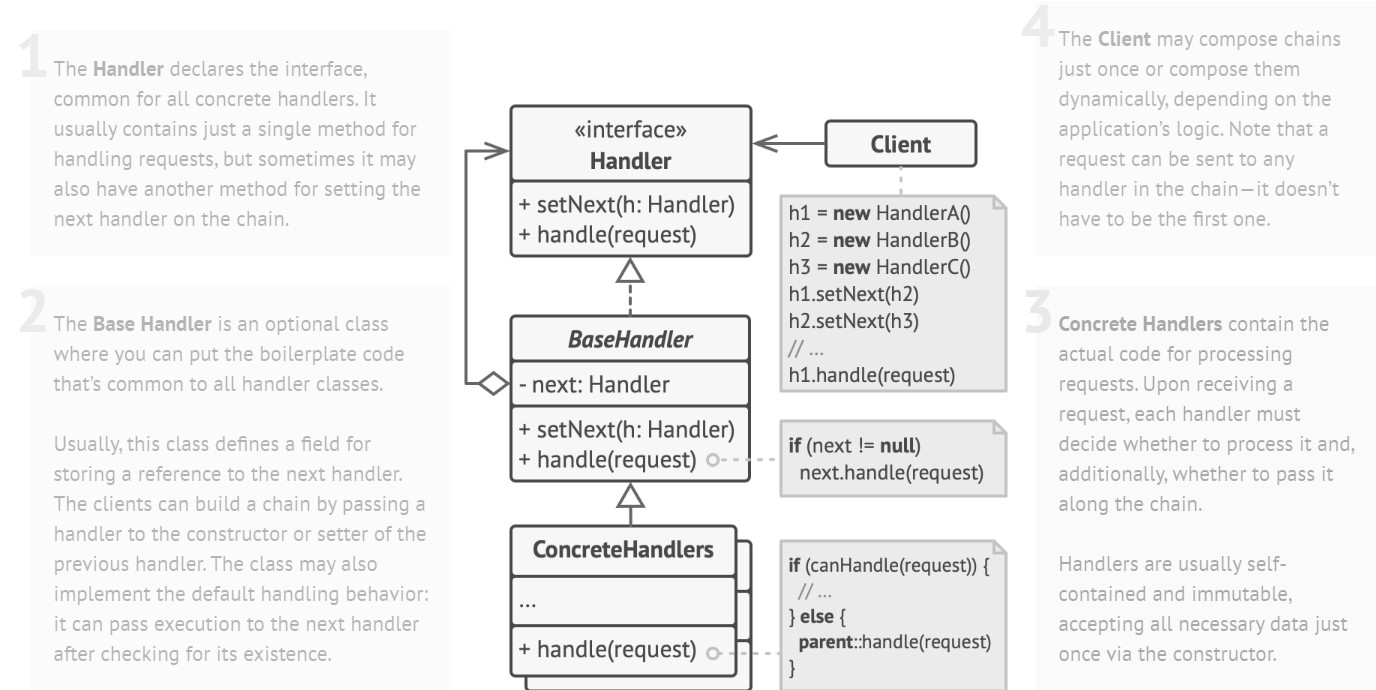 1
The Handler declares the interface,
common for all concrete handlers. It
usually contains just a single method for
handling requests, but sometimes it may
also have another method for setting the
next handler on the chain.
2
The Base Handler is an optional class
where you can put the boilerplate code
that's common to all handler classes.
Usually, this class defines a field for
storing a reference to the next handler.
The clients can build a chain by passing a
handler to the constructor or setter of the
previous handler. The class may also
implement the default handling behavior:
it can pass execution to the next handler
after checking for its existence.
«interface»
Handler
+ setNext(h: Handler)
+ handle(request)
BaseHandler
- next: Handler
+ setNext(h: Handler)
+ handle(request)
ConcreteHandlers
...
+ handle(request)
Client
h1 = new HandlerA()
h2 = new HandlerB()
h3 = new HandlerC()
h1.setNext(h2)
h2.setNext(h3)
// ...
h1.handle(request)
if (next != null)
next.handle(request)
if (canHandle(request)) {
// ...
} else {
parent::handle(request)
}
4
The Client may compose chains
just once or compose them
dynamically, depending on the
application's logic. Note that a
request can be sent to any
handler in the chain—it doesn't
have to be the first one.
3
Concrete Handlers contain the
actual code for processing
requests. Upon receiving a
request, each handler must
decide whether to process it and,
additionally, whether to pass it
along the chain.
Handlers are usually self-
contained and immutable,
accepting all necessary data just
once via the constructor.